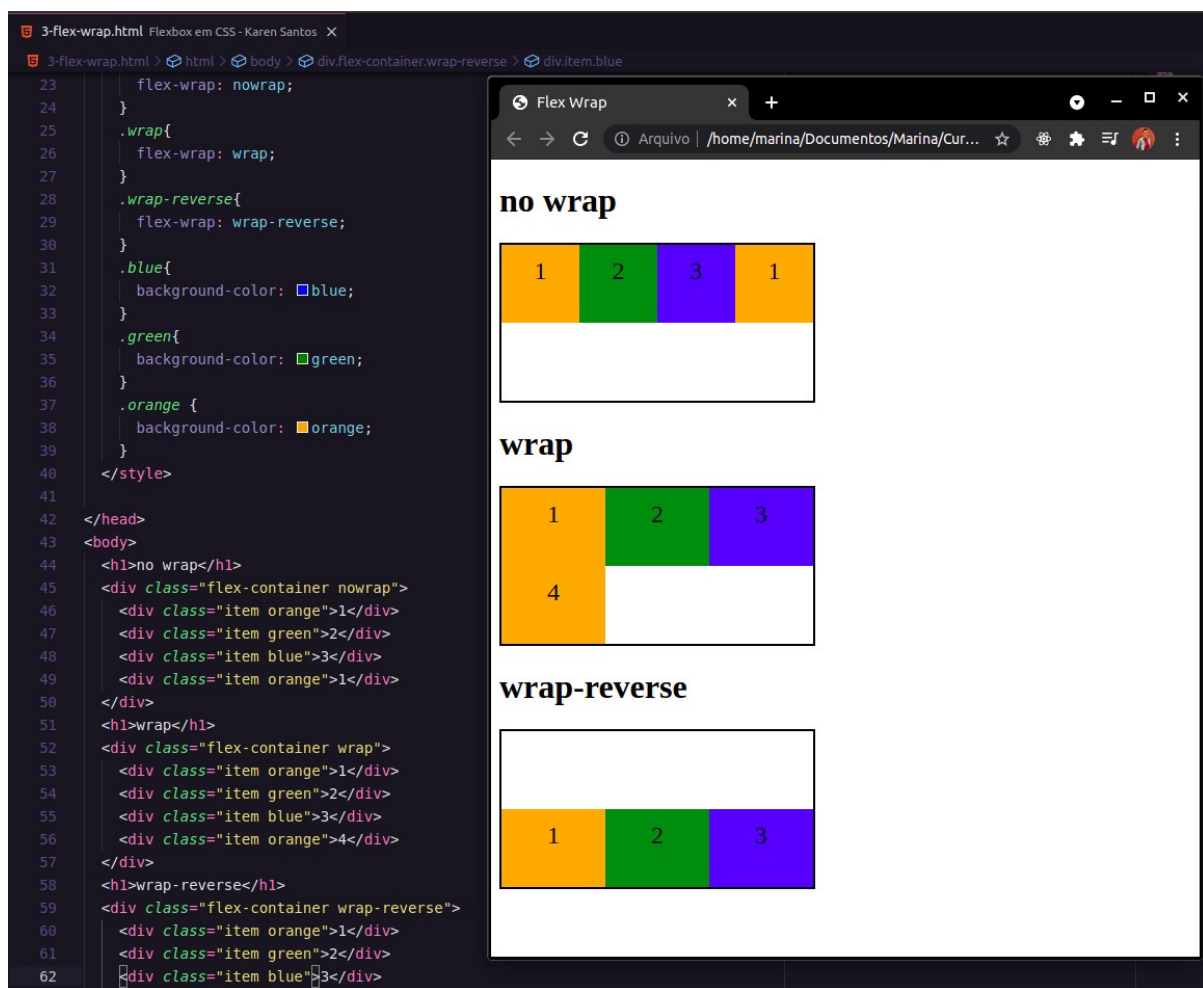 3-flex-wrap.html Flexbox em CSS - Karen Santos
3-flex-wrap.html > html > body > div.flex-container.wrap-reverse > div.item.blue
23 flex-wrap: nowrap;
24 }
25 .wrap{
26 flex-wrap: wrap;
27 }
28 .wrap-reverse{
29 flex-wrap: wrap-reverse;
30 }
31 .blue{
32 background-color: blue;
33 }
34 .green{
35 background-color: green;
36 }
37 .orange {
38 background-color: orange;
39 }
40 </style>
41
42 </head>
43 <body>
44 <h1>no wrap</h1>
45 <div class="flex-container nowrap">
46 <div class="item orange">1</div>
47 <div class="item green">2</div>
48 <div class="item blue">3</div>
49 <div class="item orange">1</div>
50 </div>
51 <h1>wrap</h1>
52 <div class="flex-container wrap">
53 <div class="item orange">1</div>
54 <div class="item green">2</div>
55 <div class="item blue">3</div>
56 <div class="item orange">4</div>
57 </div>
58 <h1>wrap-reverse</h1>
59 <div class="flex-container wrap-reverse">
60 <div class="item orange">1</div>
61 <div class="item green">2</div>
62 <div class="item blue">3</div>
Flex Wrap
Arquivo | /home/marina/Documentos/Marina/Cur...
no wrap
1 2 3 1
wrap
1 2 3
4
wrap-reverse
1 2 3